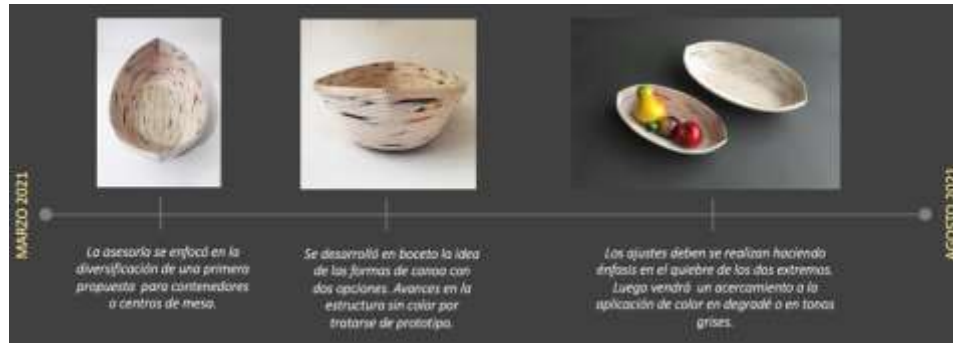 MARZO 2021
La asesoría se enfocó en la
diversificación de una primera
propuesta para contenedores
o centros de mesa.
Se desarrolló en boceto la idea
de las formas de canoa con
dos opciones. Avances en la
estructura sin color por
tratarse de prototipo.
Los ajustes deben se realizan haciendo
énfasis en el quiebre de los dos extremos.
Luego vendrá un acercamiento a la
aplicación de color en degradé o en tonos
grises.
AGOSTO 2021